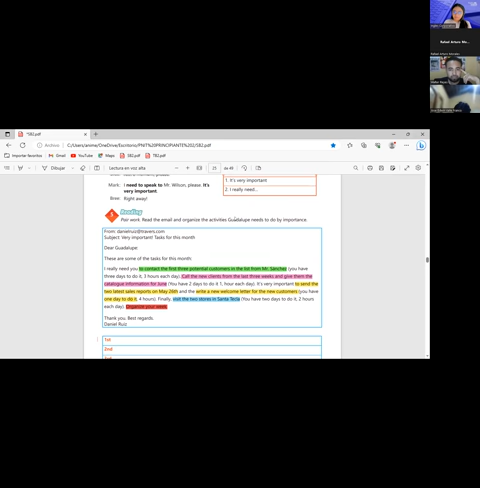 SB2.pdf
Archivo
C:/Users/anime/OneDrive/Escritorio/PNIT%20PRINCIPIANTE%202/SB2.pdf
Importar favoritos
Gmail
YouTube
Maps
SB2.pdf
SB2.pdf
Dibujar
Lectura en voz alta
25
de 49
1. It's very important
2. I really need...
Mark: I need to speak to Mr. Wilson, please. It's
very important.
Bree: Right away!
Reading
Pair work. Read the email and organize the activities Guadalupe needs to do by importance.
From: danielruiz@travers.com
Subject: Very important! Tasks for this month
Dear Guadalupe:
These are some of the tasks for this month:
I really need you to contact the first three potential customers in the list from Mr. Sánchez (you have
three days to do it, 3 hours each day). Call the new clients from the last three weeks and give them the
catalogue information for June (You have 2 days to do it 1, hour each day). It's very important to send the
two latest sales reports on May 26th and the write a new welcome letter for the new customers (you have
one day to do it, 4 hours). Finally, visit the two stores in Santa Tecla (You have two days to do it, 2 hours
each day). Organize your week.
Thank you. Best regards,
Daniel Ruiz
1st
2nd